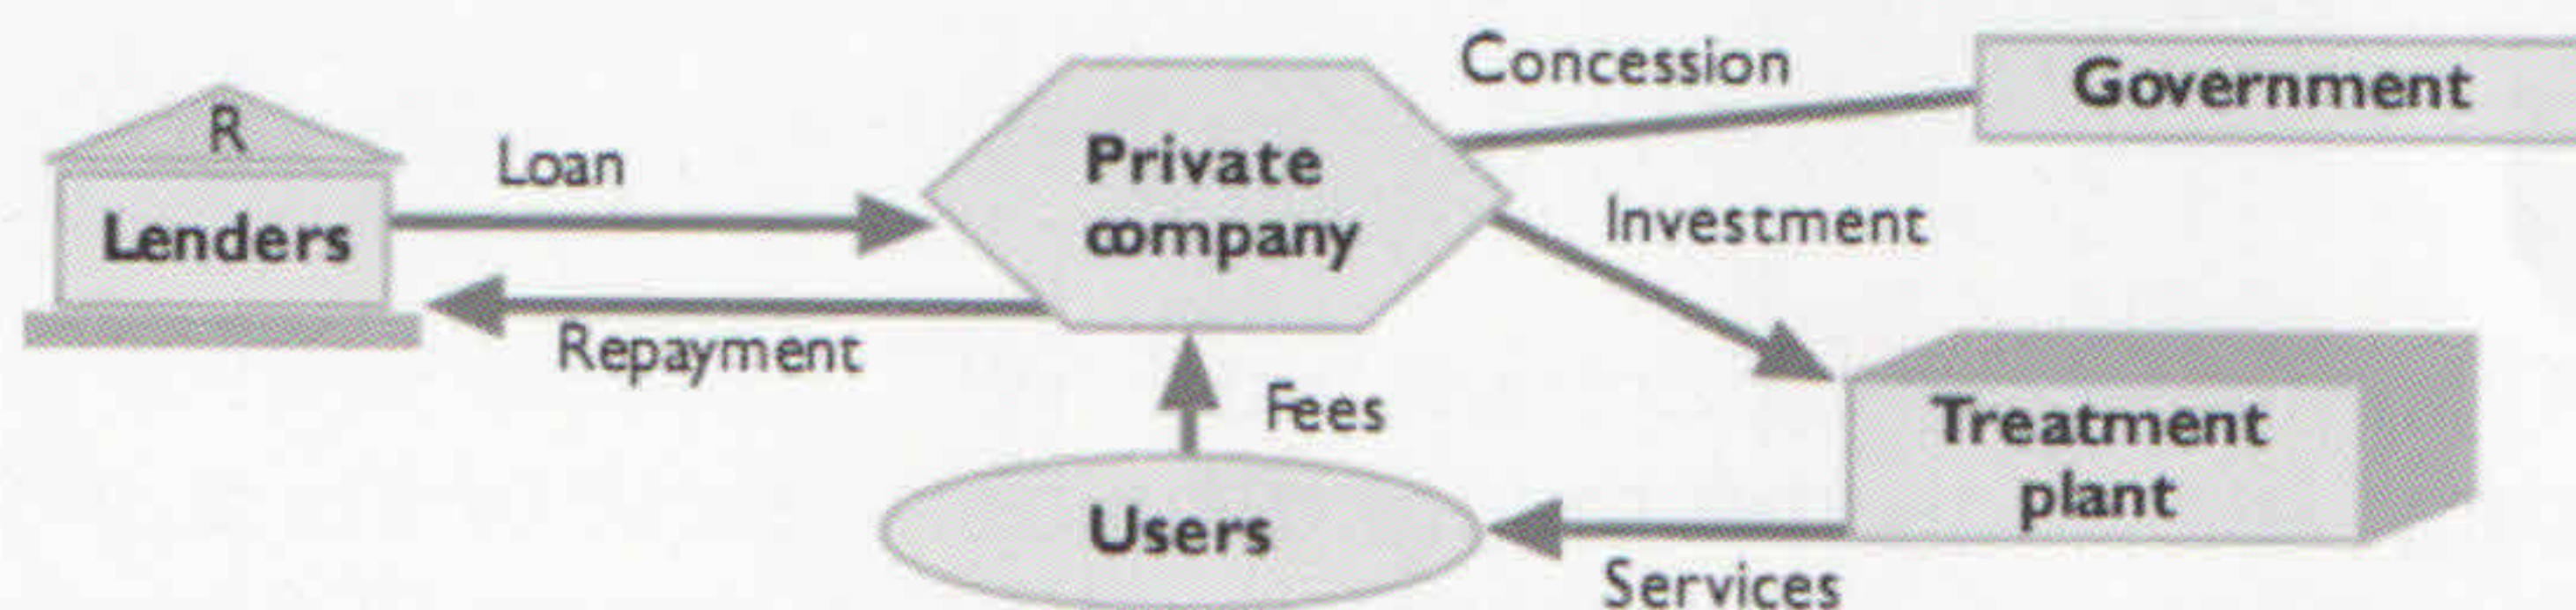 Concession
Government
R
Loan
Private
company
Lenders
Investment
Repayment
Fees
Treatment
plant
Users
Services